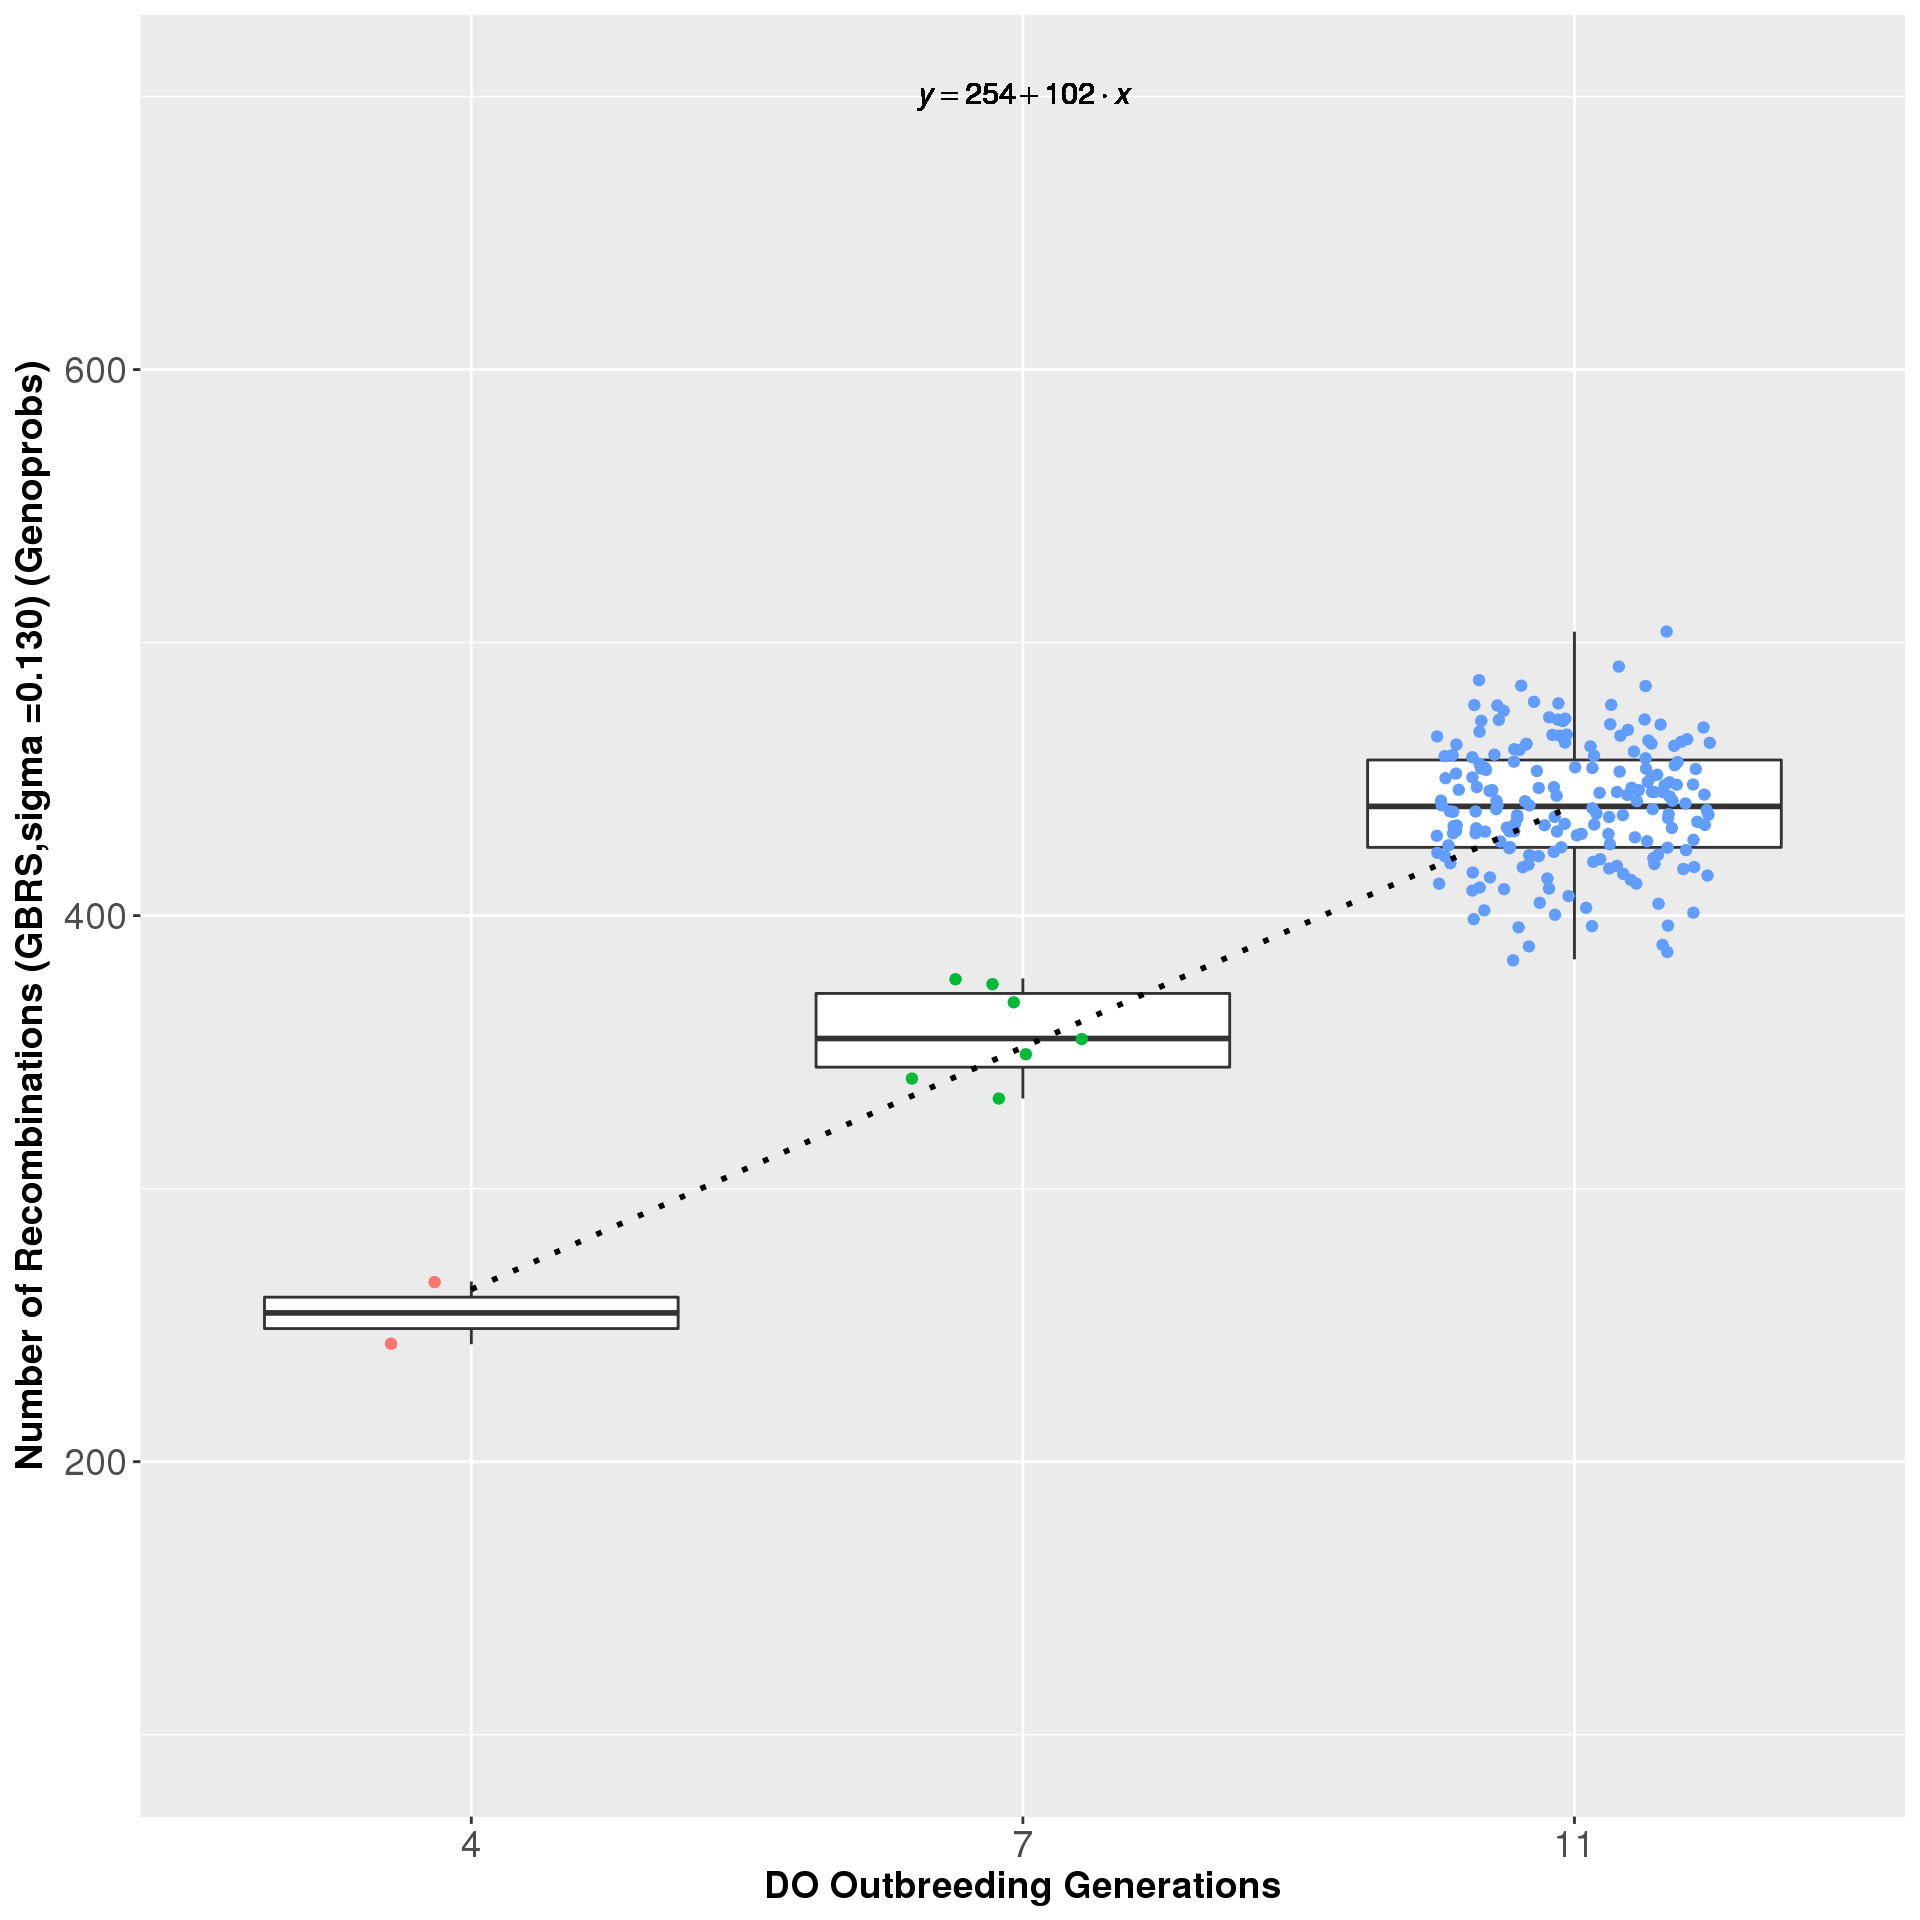 y = 254 + 102 · x
Number of Recombinations (GBRS,sigma =0.130) (Genoprobs)
600
400
200
4 7 11
DO Outbreeding Generations